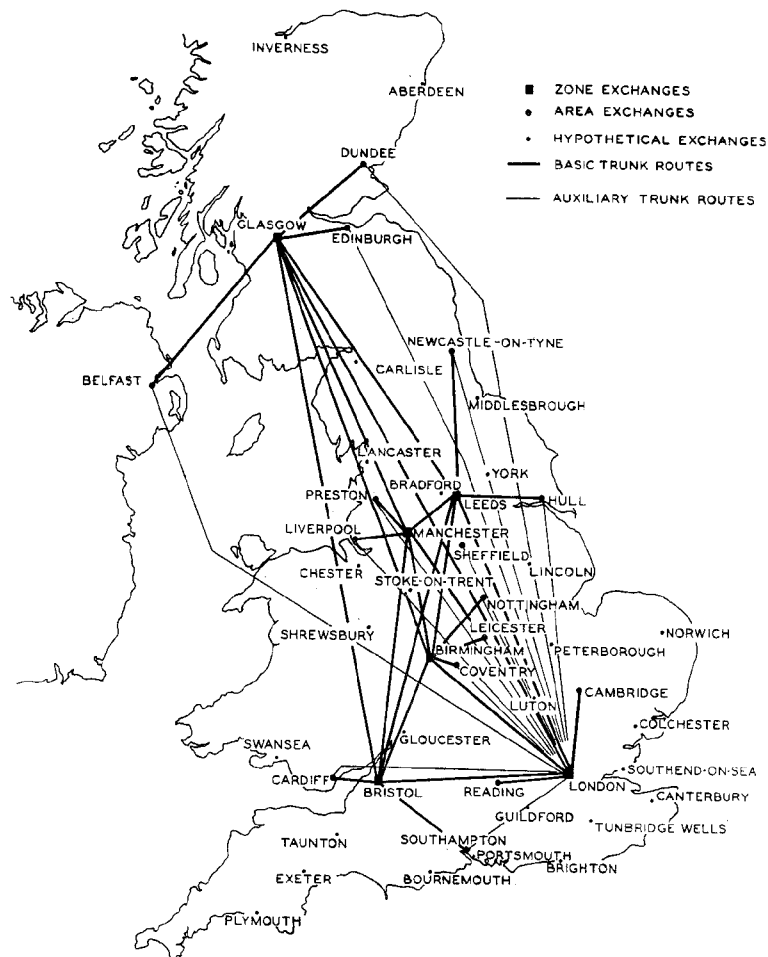 INVERNESS
ABERDEEN
ZONE EXCHANGES
AREA EXCHANGES
HYPOTHETICAL EXCHANGES
BASIC TRUNK ROUTES
AUXILIARY TRUNK ROUTES
DUNDEE
GLASGOW
EDINBURGH
NEWCASTLE-ON-TYNE
CARLISLE
BELFAST
MIDDLESBROUGH
LANCASTER
YORK
BRADFORD
PRESTON
LEEDS
HULL
LIVERPOOL
MANCHESTER
SHEFFIELD
CHESTER
LINCOLN
STOKE-ON-TRENT
NOTTINGHAM
LEICESTER
SHREWSBURY
NORWICH
BIRMINGHAM
PETERBOROUGH
COVENTRY
CAMBRIDGE
LUTON
COLCHESTER
GLOUCESTER
SWANSEA
SOUTHEND-ON-SEA
CARDIFF
BRISTOL
READING
LONDON
CANTERBURY
GUILDFORD
TUNBRIDGE WELLS
SOUTHAMPTON
TAUNTON
PORTSMOUTH
BRIGHTON
EXETER
BOURNEMOUTH
PLYMOUTH